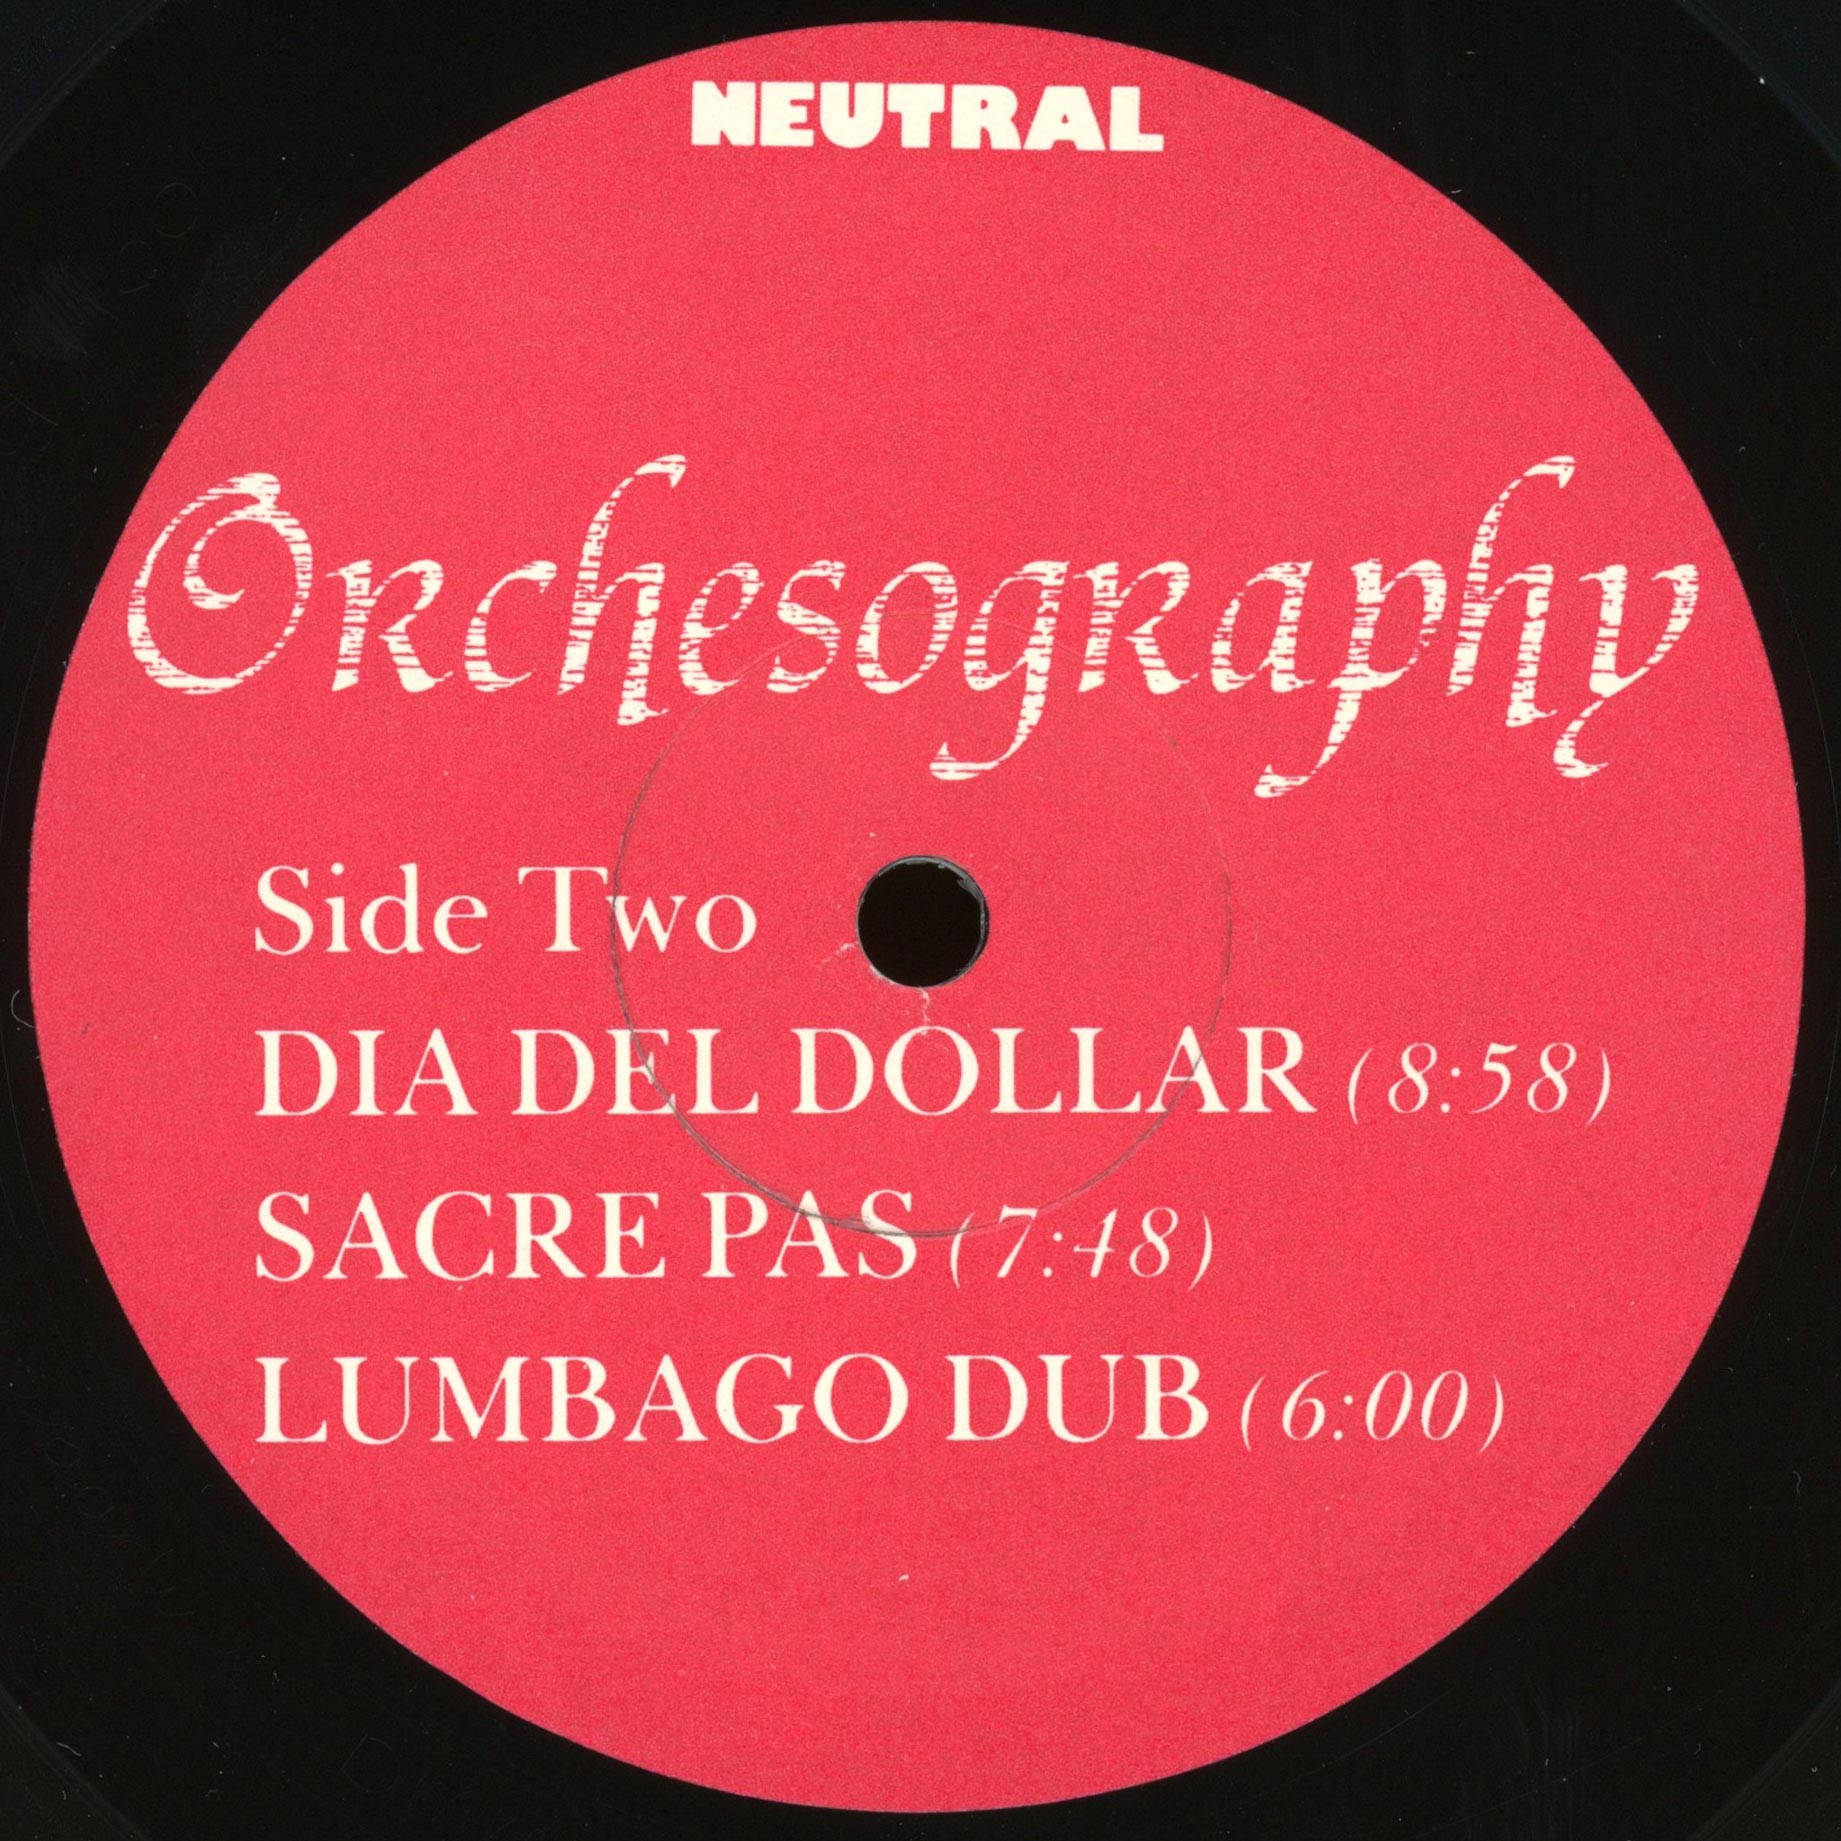 NEUTRAL
Orchesography
Side Two
DIA DEL DOLLAR (8:58)
SACRE PAS (7:48)
LUMBAGO DUB (6:00)